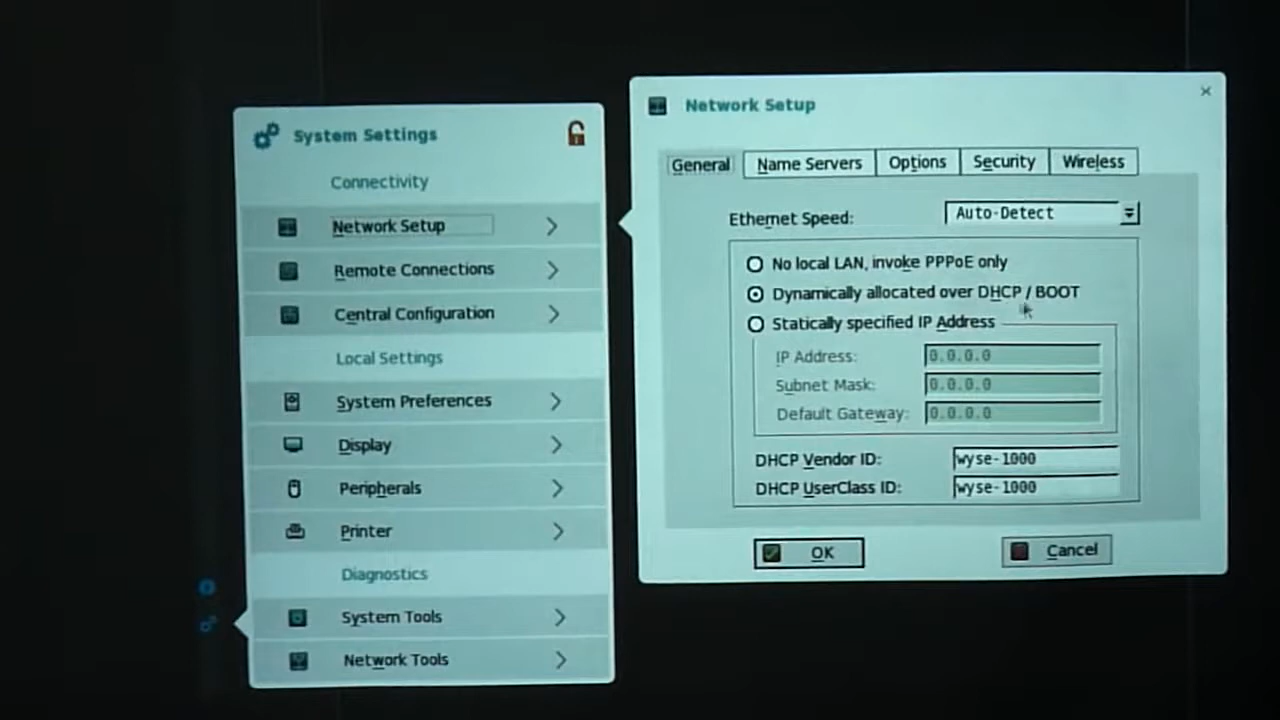 System Settings
Connectivity
Network Setup
Remote Connections
Central Configuration
Local Settings
System Preferences
Display
Peripherals
Printer
Diagnostics
System Tools
Network Tools
Network Setup
General
Name Servers
Options
Security
Wireless
Ethernet Speed: Auto-Detect
No local LAN, invoke PPPoE only
Dynamically allocated over DHCP / BOOT
Statically specified IP Address
IP Address: 0.0.0.0
Subnet Mask: 0.0.0.0
Default Gateway: 0.0.0.0
DHCP Vendor ID: wyse-1000
DHCP UserClass ID: wyse-1000
OK
Cancel